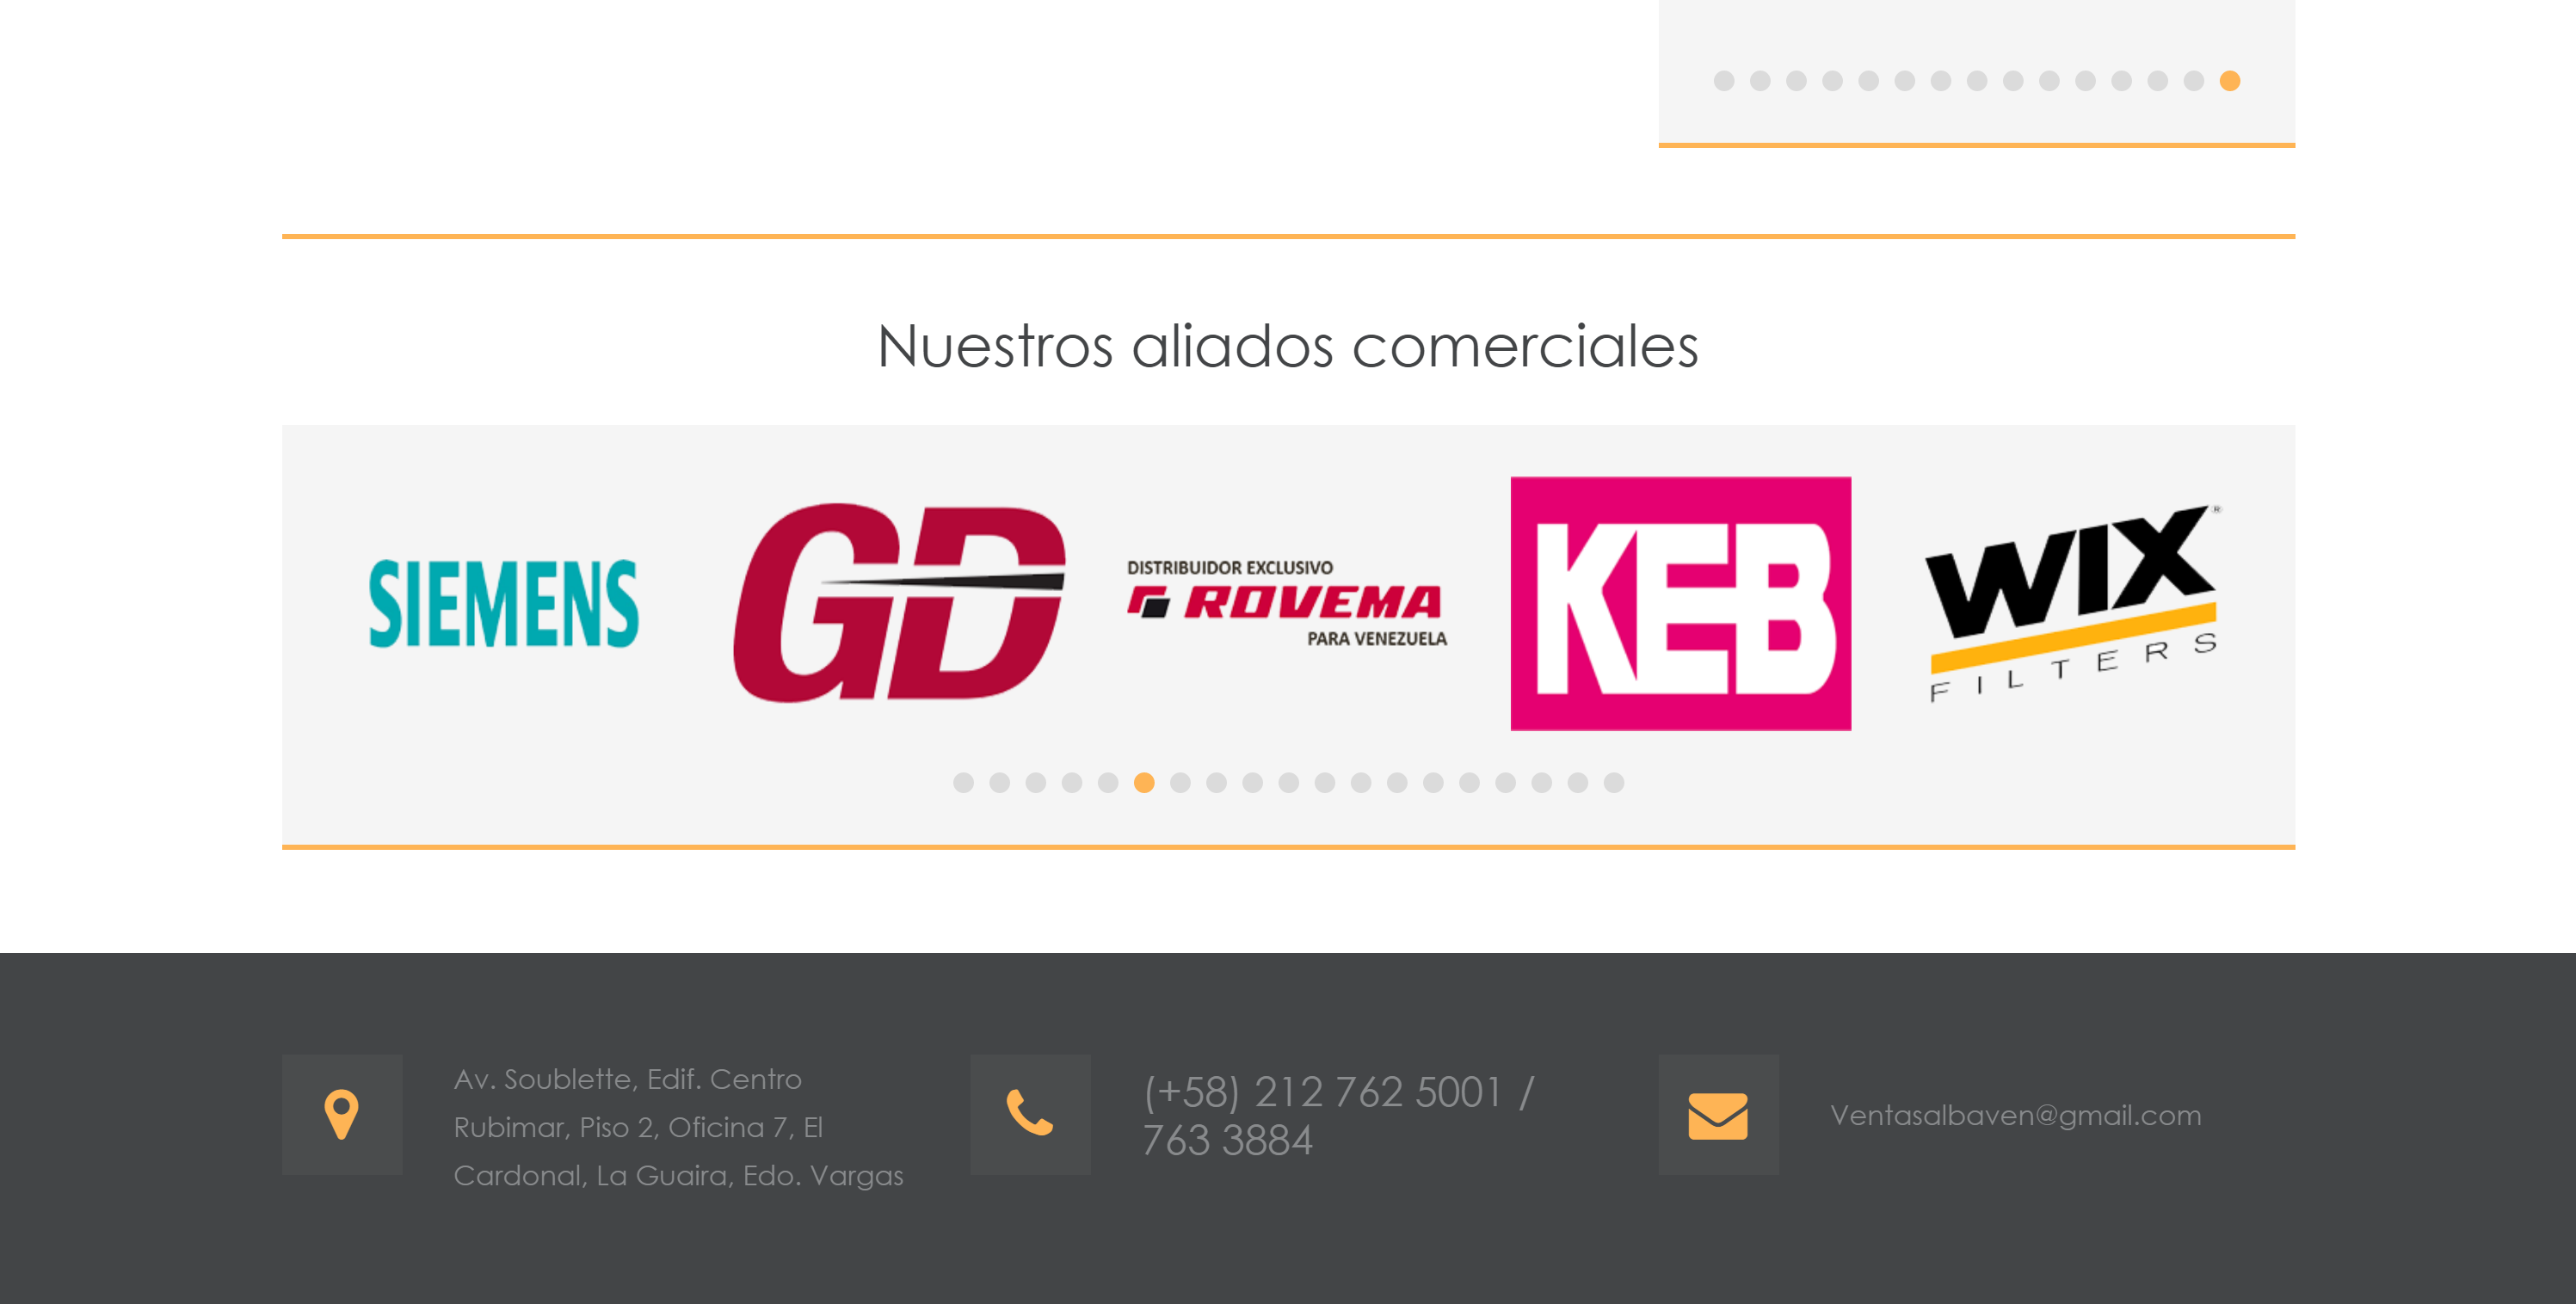 Nuestros aliados comerciales
SIEMENS
GD
DISTRIBUIDOR EXCLUSIVO
ROVEMA
PARA VENEZUELA
KEB
WIX®
FILTERS
Av. Soublette, Edif. Centro
Rubimar, Piso 2, Oficina 7, El
Cardonal, La Guaira, Edo. Vargas
(+58) 212 762 5001 /
763 3884
Ventasalbaven@gmail.com